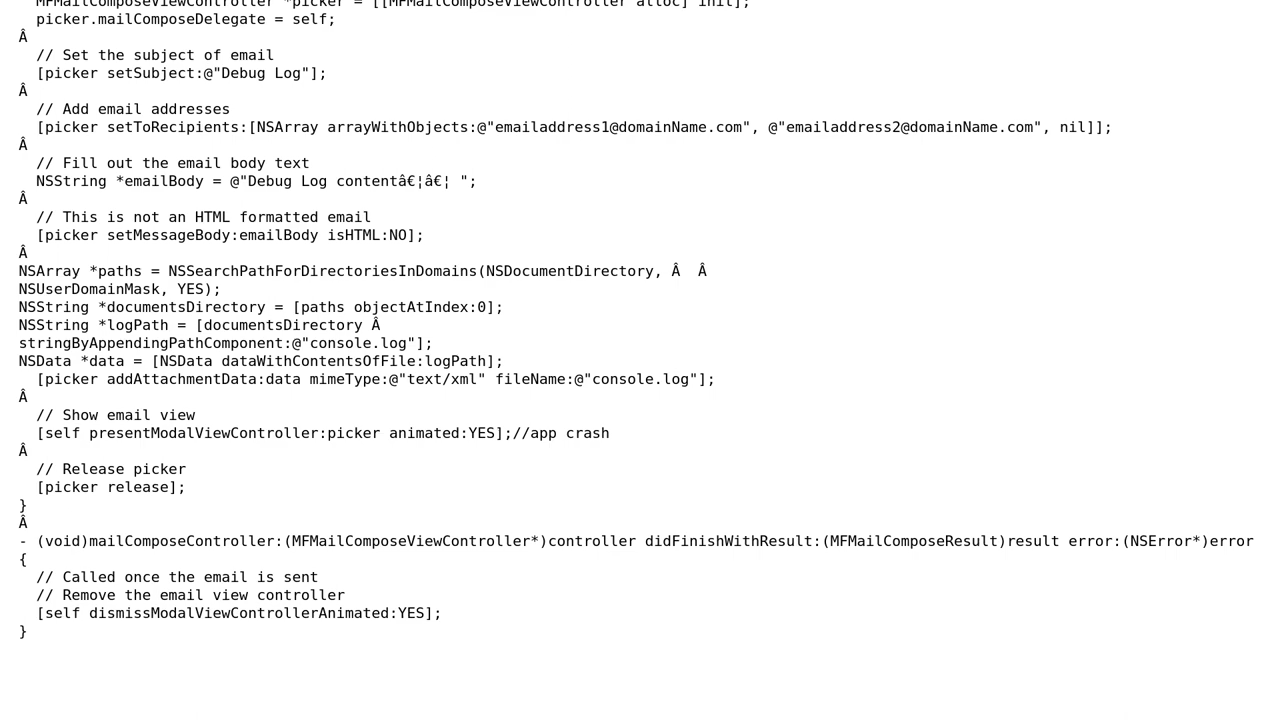 MFMailComposeViewController *picker = [[MFMailComposeViewController alloc] init];
picker.mailComposeDelegate = self;
Â
// Set the subject of email
[picker setSubject:@"Debug Log"];
Â
// Add email addresses
[picker setToRecipients:[NSArray arrayWithObjects:@"emailaddress1@domainName.com", @"emailaddress2@domainName.com", nil]];
Â
// Fill out the email body text
NSString *emailBody = @"Debug Log contentâ€¦â€¦ ";
Â
// This is not an HTML formatted email
[picker setMessageBody:emailBody isHTML:NO];
Â
NSArray *paths = NSSearchPathForDirectoriesInDomains(NSDocumentDirectory, Â  Â
NSUserDomainMask, YES);
NSString *documentsDirectory = [paths objectAtIndex:0];
NSString *logPath = [documentsDirectory Â
stringByAppendingPathComponent:@"console.log"];
NSData *data = [NSData dataWithContentsOfFile:logPath];
[picker addAttachmentData:data mimeType:@"text/xml" fileName:@"console.log"];
Â
// Show email view
[self presentModalViewController:picker animated:YES];//app crash
Â
// Release picker
[picker release];
}
Â
- (void)mailComposeController:(MFMailComposeViewController*)controller didFinishWithResult:(MFMailComposeResult)result error:(NSError*)error
{
// Called once the email is sent
// Remove the email view controller
[self dismissModalViewControllerAnimated:YES];
}